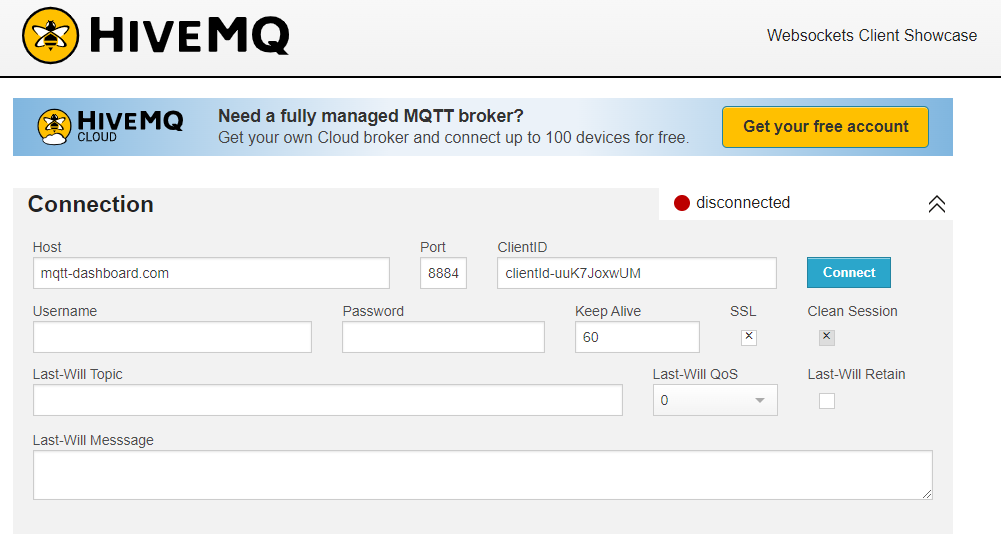 HIVEMQ
Websockets Client Showcase
HIVEMQ
CLOUD
Need a fully managed MQTT broker?
Get your own Cloud broker and connect up to 100 devices for free.
Get your free account
Connection
disconnected
Host
Port
ClientID
mqtt-dashboard.com
8884
clientId-uuK7JoxwUM
Connect
Username
Password
Keep Alive
SSL
Clean Session
60
Last-Will Topic
Last-Will QoS
Last-Will Retain
0
Last-Will Messsage